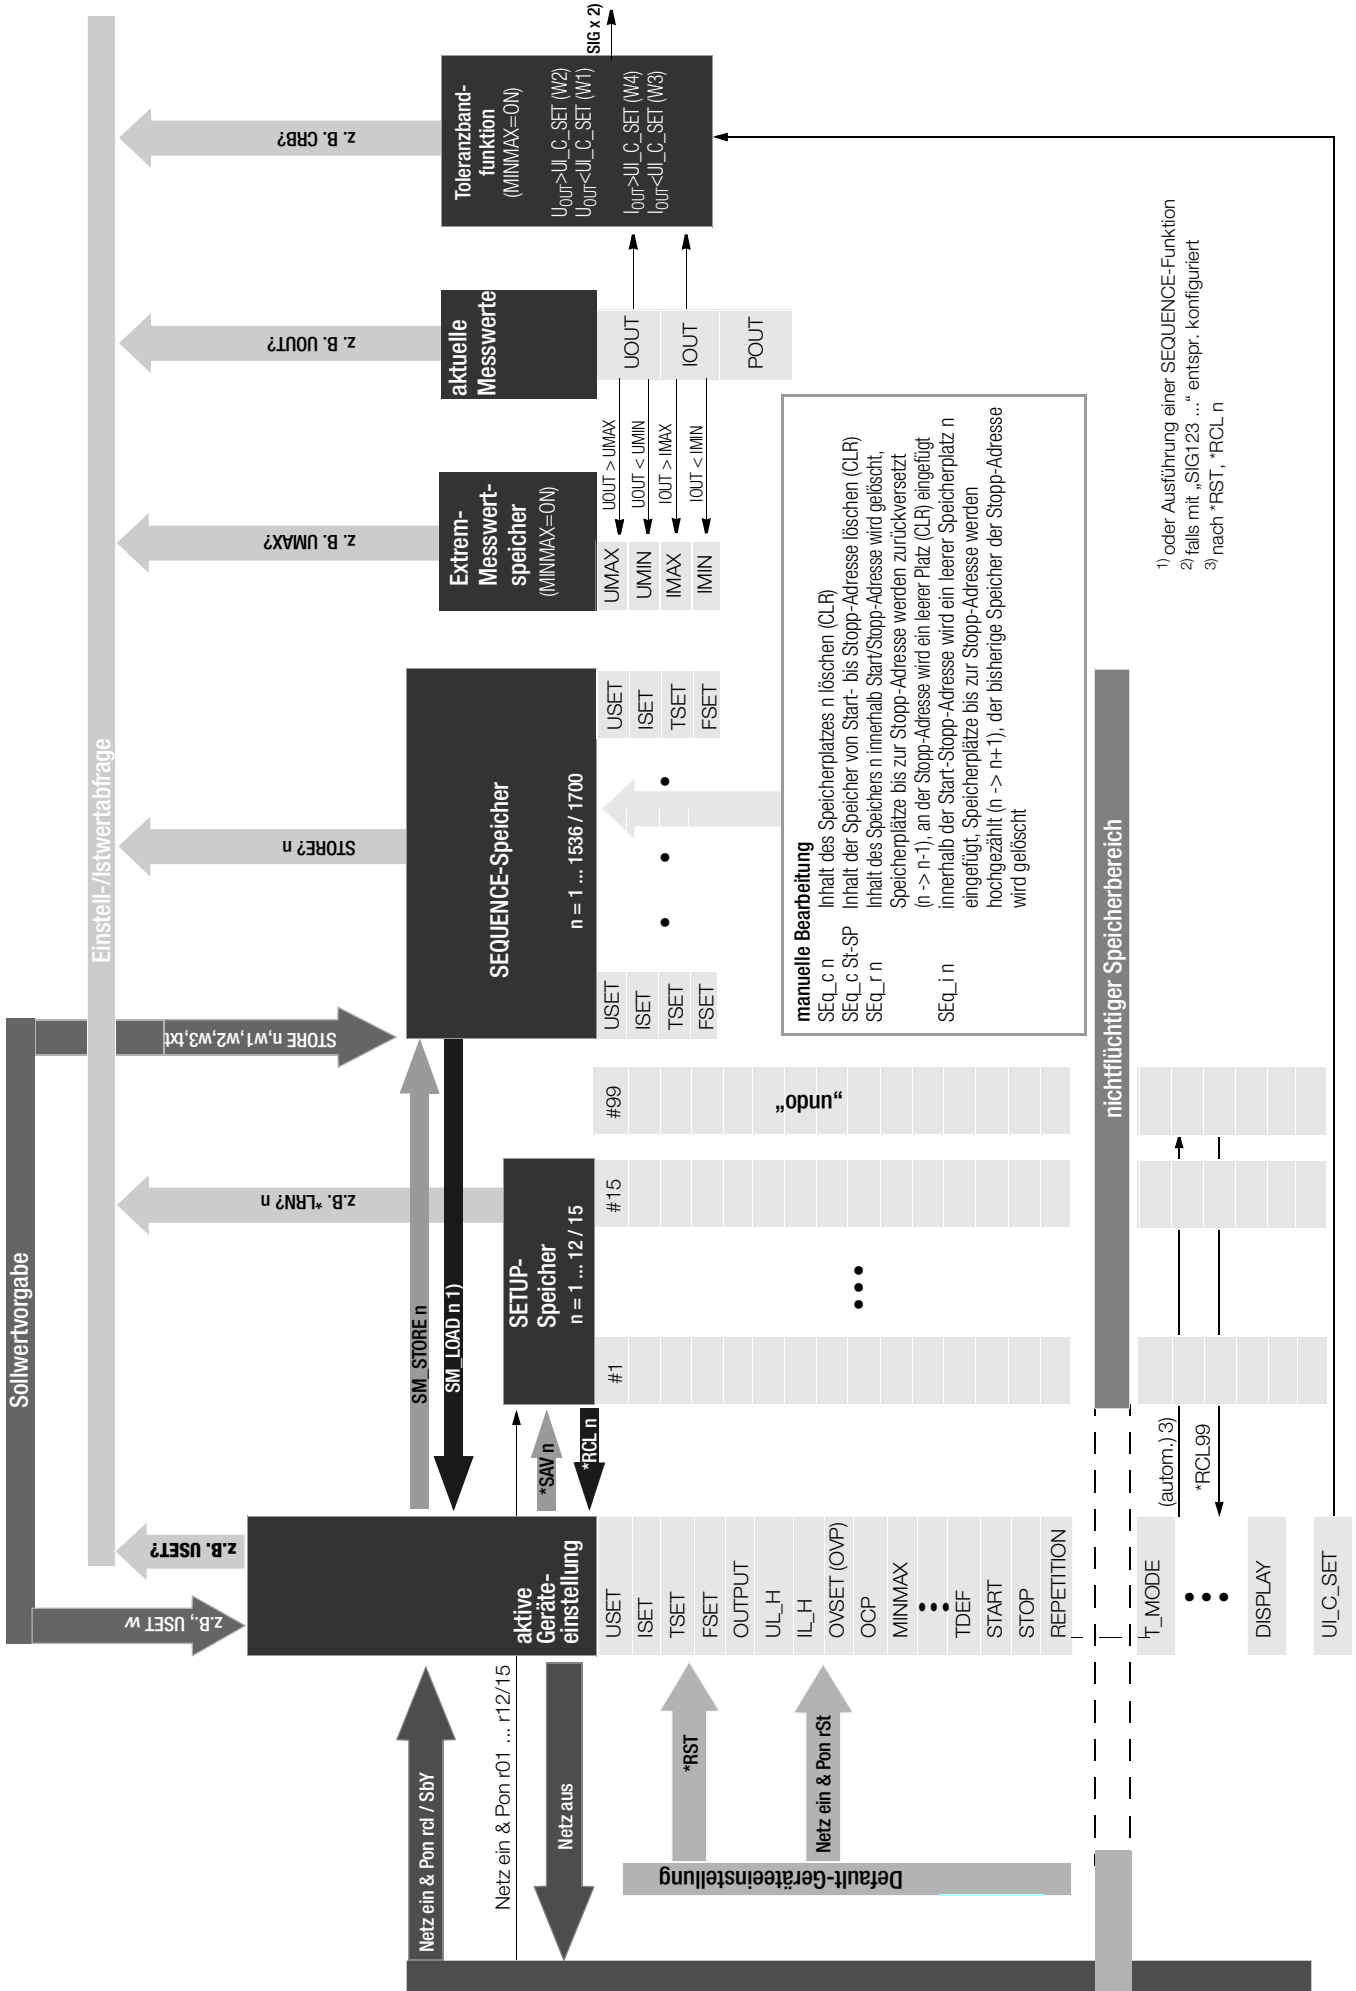 Sollwertvorgabe
Einstell-/Istwertabfrage
z.B., USET w
z.B. USET?
STORE n,w1,w2,w3,txt
z.B. *LRN? n
STORE? n
z. B. UMAX?
z. B. UOUT?
z. B. CRB?
Netz ein & Pon rcl / SbY
Netz ein & Pon r01 ... r12/15
Netz aus
*RST
Netz ein & Pon rSt
Default-Geräteeinstellung
aktive
Geräte-
einstellung
USET
ISET
TSET
FSET
OUTPUT
UL_H
IL_H
OVSET (OVP)
OCP
MINMAX
•••
TDEF
START
STOP
REPETITION
T_MODE
•••
DISPLAY
UI_C_SET
SM_STORE n
SM_LOAD n 1)
*SAV n
*RCL n
(autom.) 3)
*RCL99
SETUP-
Speicher
n = 1 ... 12 / 15
#1
•••
#15
#99
„undo“
SEQUENCE-Speicher
n = 1 ... 1536 / 1700
USET
ISET
TSET
FSET
• • •
USET
ISET
TSET
FSET
Extrem-
Messwert-
speicher
(MINMAX=ON)
UMAX
UMIN
IMAX
IMIN
UOUT > UMAX
UOUT < UMIN
IOUT > IMAX
IOUT < IMIN
aktuelle
Messwerte
UOUT
IOUT
POUT
Toleranzband-
funktion
(MINMAX=ON)
UOUT>UI_C_SET (W2)
UOUT<UI_C_SET (W1)
IOUT>UI_C_SET (W4)
IOUT<UI_C_SET (W3)
SIG x 2)
manuelle Bearbeitung
SEq_c n Inhalt des Speicherplatzes n löschen (CLR)
SEq_c St-SP Inhalt der Speicher von Start- bis Stopp-Adresse löschen (CLR)
SEq_r n Inhalt des Speichers n innerhalb Start/Stopp-Adresse wird gelöscht,
Speicherplätze bis zur Stopp-Adresse werden zurückversetzt
(n -> n-1), an der Stopp-Adresse wird ein leerer Platz (CLR) eingefügt
SEq_i n innerhalb der Start-Stopp-Adresse wird ein leerer Speicherplatz n
eingefügt, Speicherplätze bis zur Stopp-Adresse werden
hochgezählt (n -> n+1), der bisherige Speicher der Stopp-Adresse
wird gelöscht
nichtflüchtiger Speicherbereich
1) oder Ausführung einer SEQUENCE-Funktion
2) falls mit „SIG123 ...“ entspr. konfiguriert
3) nach *RST, *RCL n